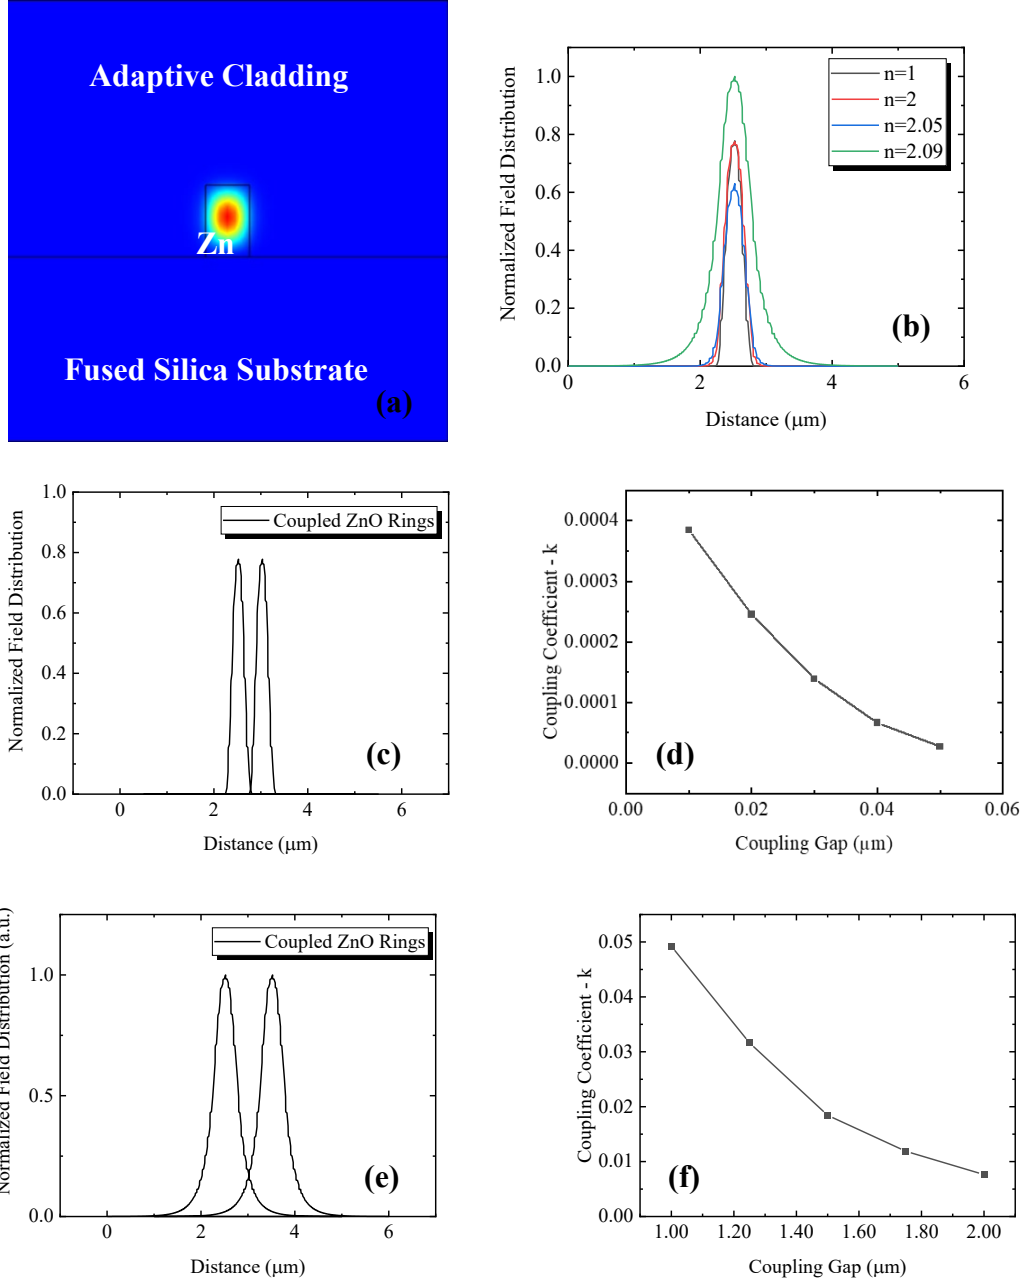 Adaptive Cladding
Zn
Fused Silica Substrate
(a)
Normalized Field Distribution
1.0
0.8
0.6
0.4
0.2
0.0
0
2
4
6
Distance (μm)
n=1
n=2
n=2.05
n=2.09
(b)
Normalized Field Distribution
1.0
0.8
0.6
0.4
0.2
0.0
0
2
4
6
Distance (μm)
Coupled ZnO Rings
(c)
Coupling Coefficient - k
0.0004
0.0003
0.0002
0.0001
0.0000
0.00
0.02
0.04
0.06
Coupling Gap (μm)
(d)
Normalized Field Distribution (a.u.)
1.0
0.5
0.0
0
2
4
6
Distance (μm)
Coupled ZnO Rings
(e)
Coupling Coefficient - k
0.05
0.04
0.03
0.02
0.01
0.00
1.00
1.20
1.40
1.60
1.80
2.00
Coupling Gap (μm)
(f)